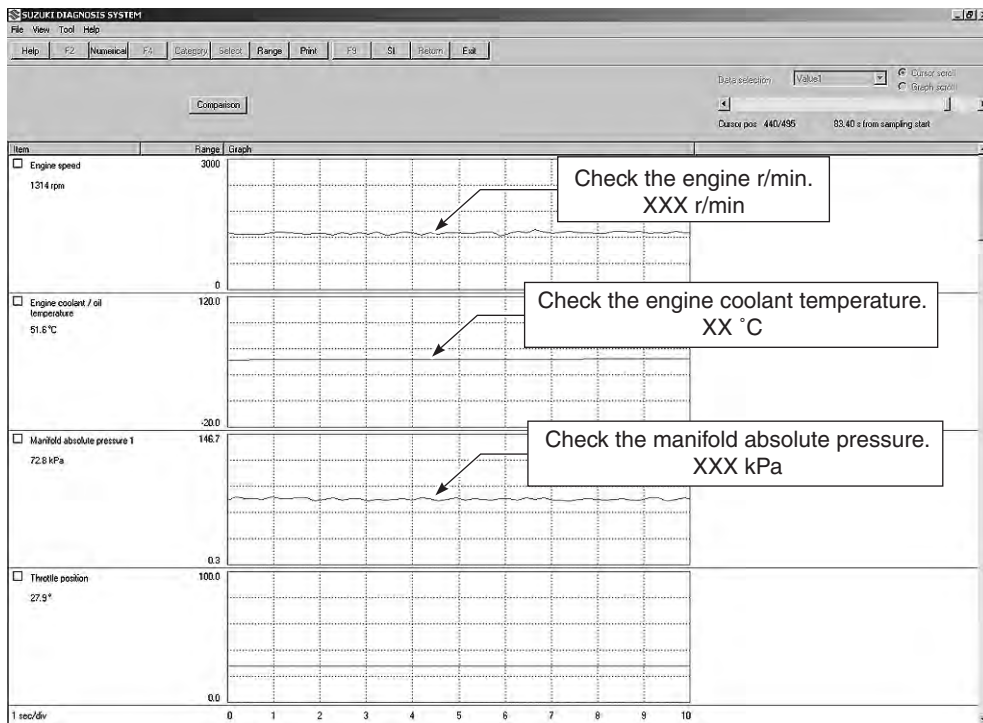 SUZUKI DIAGNOSIS SYSTEM
File View Tool Help
Help F2 Numerical F4 Category Select Range Print F9 SI Return Exit
Data selection Value1 Cursor scroll
Graph scroll
Comparison
Cursor pos 440/495 83.40 s from sampling start
Item Range Graph
Engine speed 3000
1314 rpm
Check the engine r/min.
XXX r/min
0
Engine coolant / oil 120.0
temperature
51.6°C
Check the engine coolant temperature.
XX °C
-20.0
Manifold absolute pressure 1 146.7
72.8 kPa
Check the manifold absolute pressure.
XXX kPa
0.3
Throttle position 100.0
27.9°
0.0
1 sec/div 0 1 2 3 4 5 6 7 8 9 10